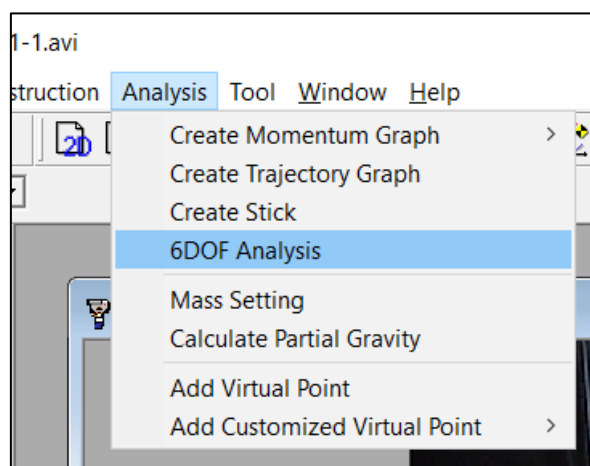 1-1.avi
struction Analysis Tool Window Help
2D
Create Momentum Graph
Create Trajectory Graph
Create Stick
6DOF Analysis
Mass Setting
Calculate Partial Gravity
Add Virtual Point
Add Customized Virtual Point